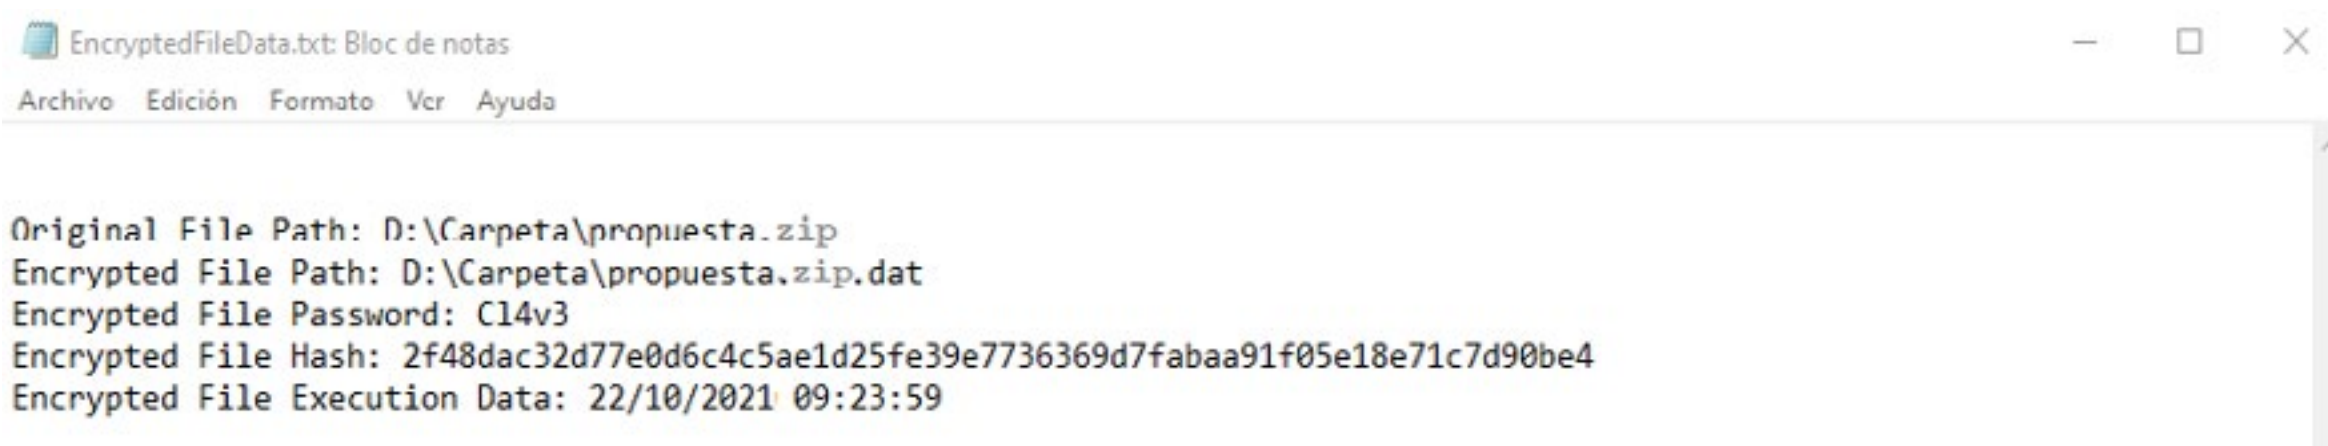 EncryptedFileData.txt: Bloc de notas
Archivo Edición Formato Ver Ayuda
Original File Path: D:\Carpeta\propuesta.zip
Encrypted File Path: D:\Carpeta\propuesta.zip.dat
Encrypted File Password: Cl4v3
Encrypted File Hash: 2f48dac32d77e0d6c4c5ae1d25fe39e7736369d7fabaa91f05e18e71c7d90be4
Encrypted File Execution Data: 22/10/2021 09:23:59